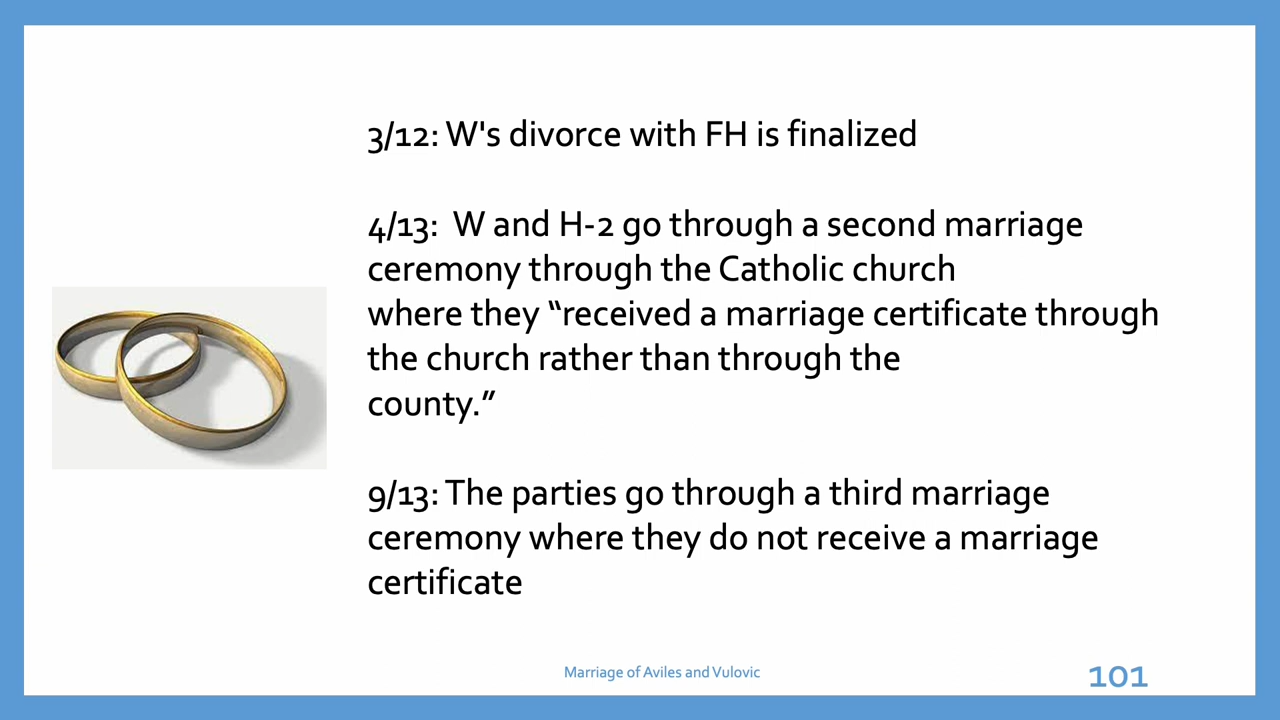 3/12: W's divorce with FH is finalized
4/13:  W and H-2 go through a second marriage
ceremony through the Catholic church
where they “received a marriage certificate through
the church rather than through the
county.”
9/13: The parties go through a third marriage
ceremony where they do not receive a marriage
certificate
Marriage of Aviles and Vulovic
101